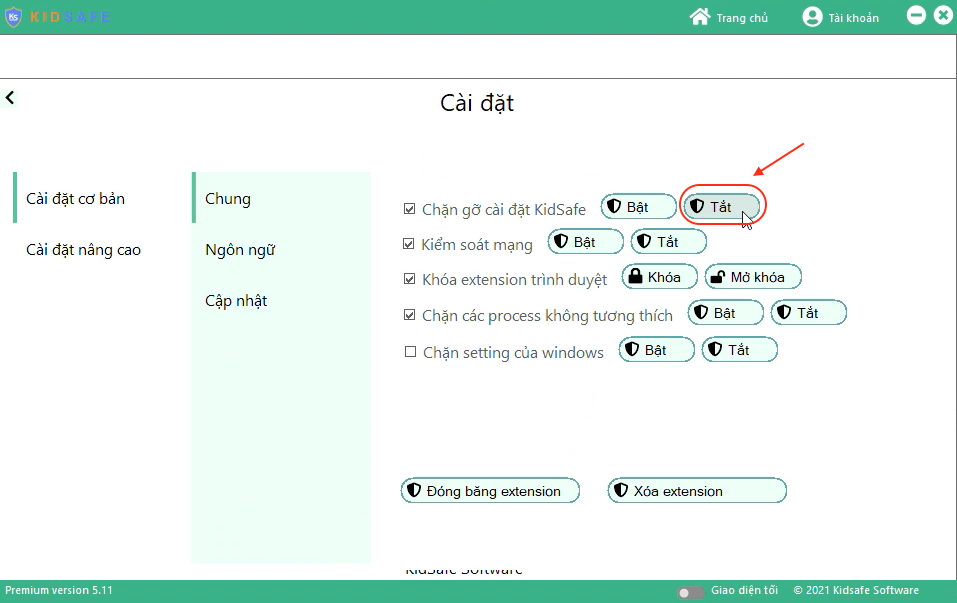 KIDSAFE
Trang chủ
Tài khoản
Cài đặt
Cài đặt cơ bản
Cài đặt nâng cao
Chung
Ngôn ngữ
Cập nhật
Chặn gỡ cài đặt KidSafe Bật Tắt
Kiểm soát mạng Bật Tắt
Khóa extension trình duyệt Khóa Mở khóa
Chặn các process không tương thích Bật Tắt
Chặn setting của windows Bật Tắt
Đóng băng extension Xóa extension
KidSafe Software
Premium version 5.11 Giao diện tối © 2021 Kidsafe Software